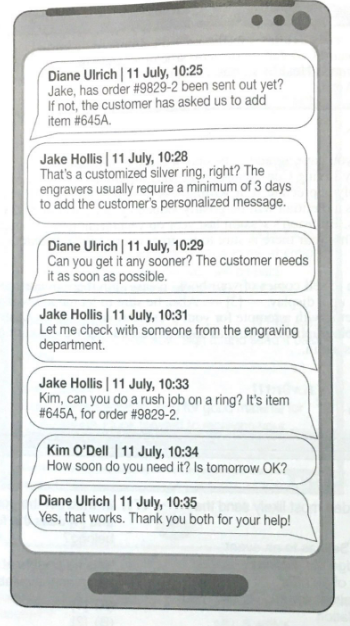 Diane Ulrich | 11 July, 10:25
Jake, has order #9829-2 been sent out yet?
If not, the customer has asked us to add
item #645A.
Jake Hollis | 11 July, 10:28
That's a customized silver ring, right? The
engravers usually require a minimum of 3 days
to add the customer's personalized message.
Diane Ulrich | 11 July, 10:29
Can you get it any sooner? The customer needs
it as soon as possible.
Jake Hollis | 11 July, 10:31
Let me check with someone from the engraving
department.
Jake Hollis | 11 July, 10:33
Kim, can you do a rush job on a ring? It's item
#645A, for order #9829-2.
Kim O'Dell | 11 July, 10:34
How soon do you need it? Is tomorrow OK?
Diane Ulrich | 11 July, 10:35
Yes, that works. Thank you both for your help!